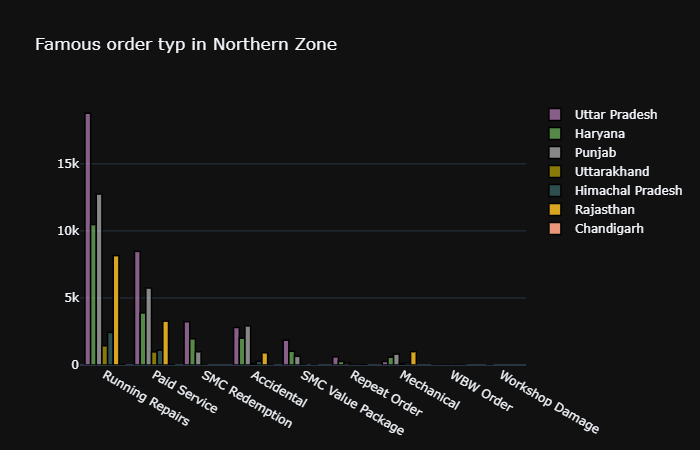 Famous order typ in Northern Zone
Uttar Pradesh
Haryana
Punjab
Uttarakhand
Himachal Pradesh
Rajasthan
Chandigarh
15k
10k
5k
0
Running Repairs
Paid Service
SMC Redemption
Accidental
SMC Value Package
Repeat Order
Mechanical
WBW Order
Workshop Damage